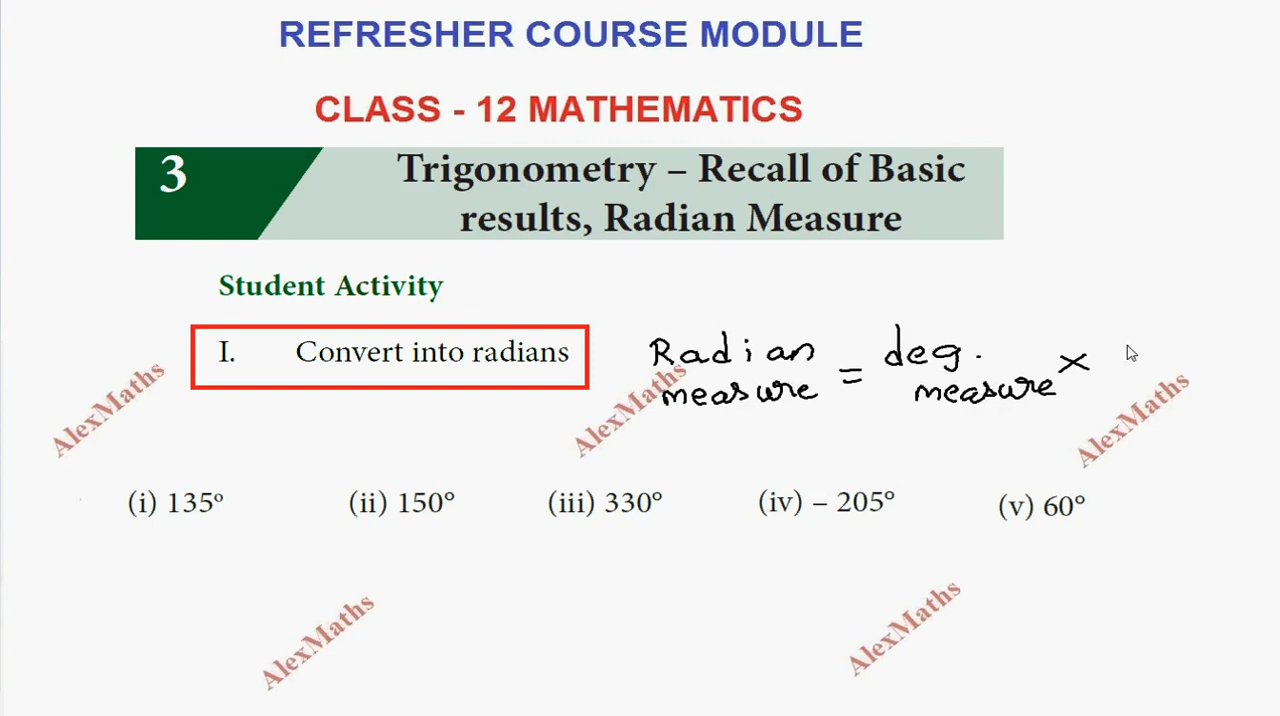 REFRESHER COURSE MODULE
CLASS - 12 MATHEMATICS
3
Trigonometry – Recall of Basic
results, Radian Measure
Student Activity
I. Convert into radians
Radian measure = deg. measure ×
AlexMaths
AlexMaths
AlexMaths
(i) 135° (ii) 150° (iii) 330° (iv) – 205° (v) 60°
AlexMaths
AlexMaths